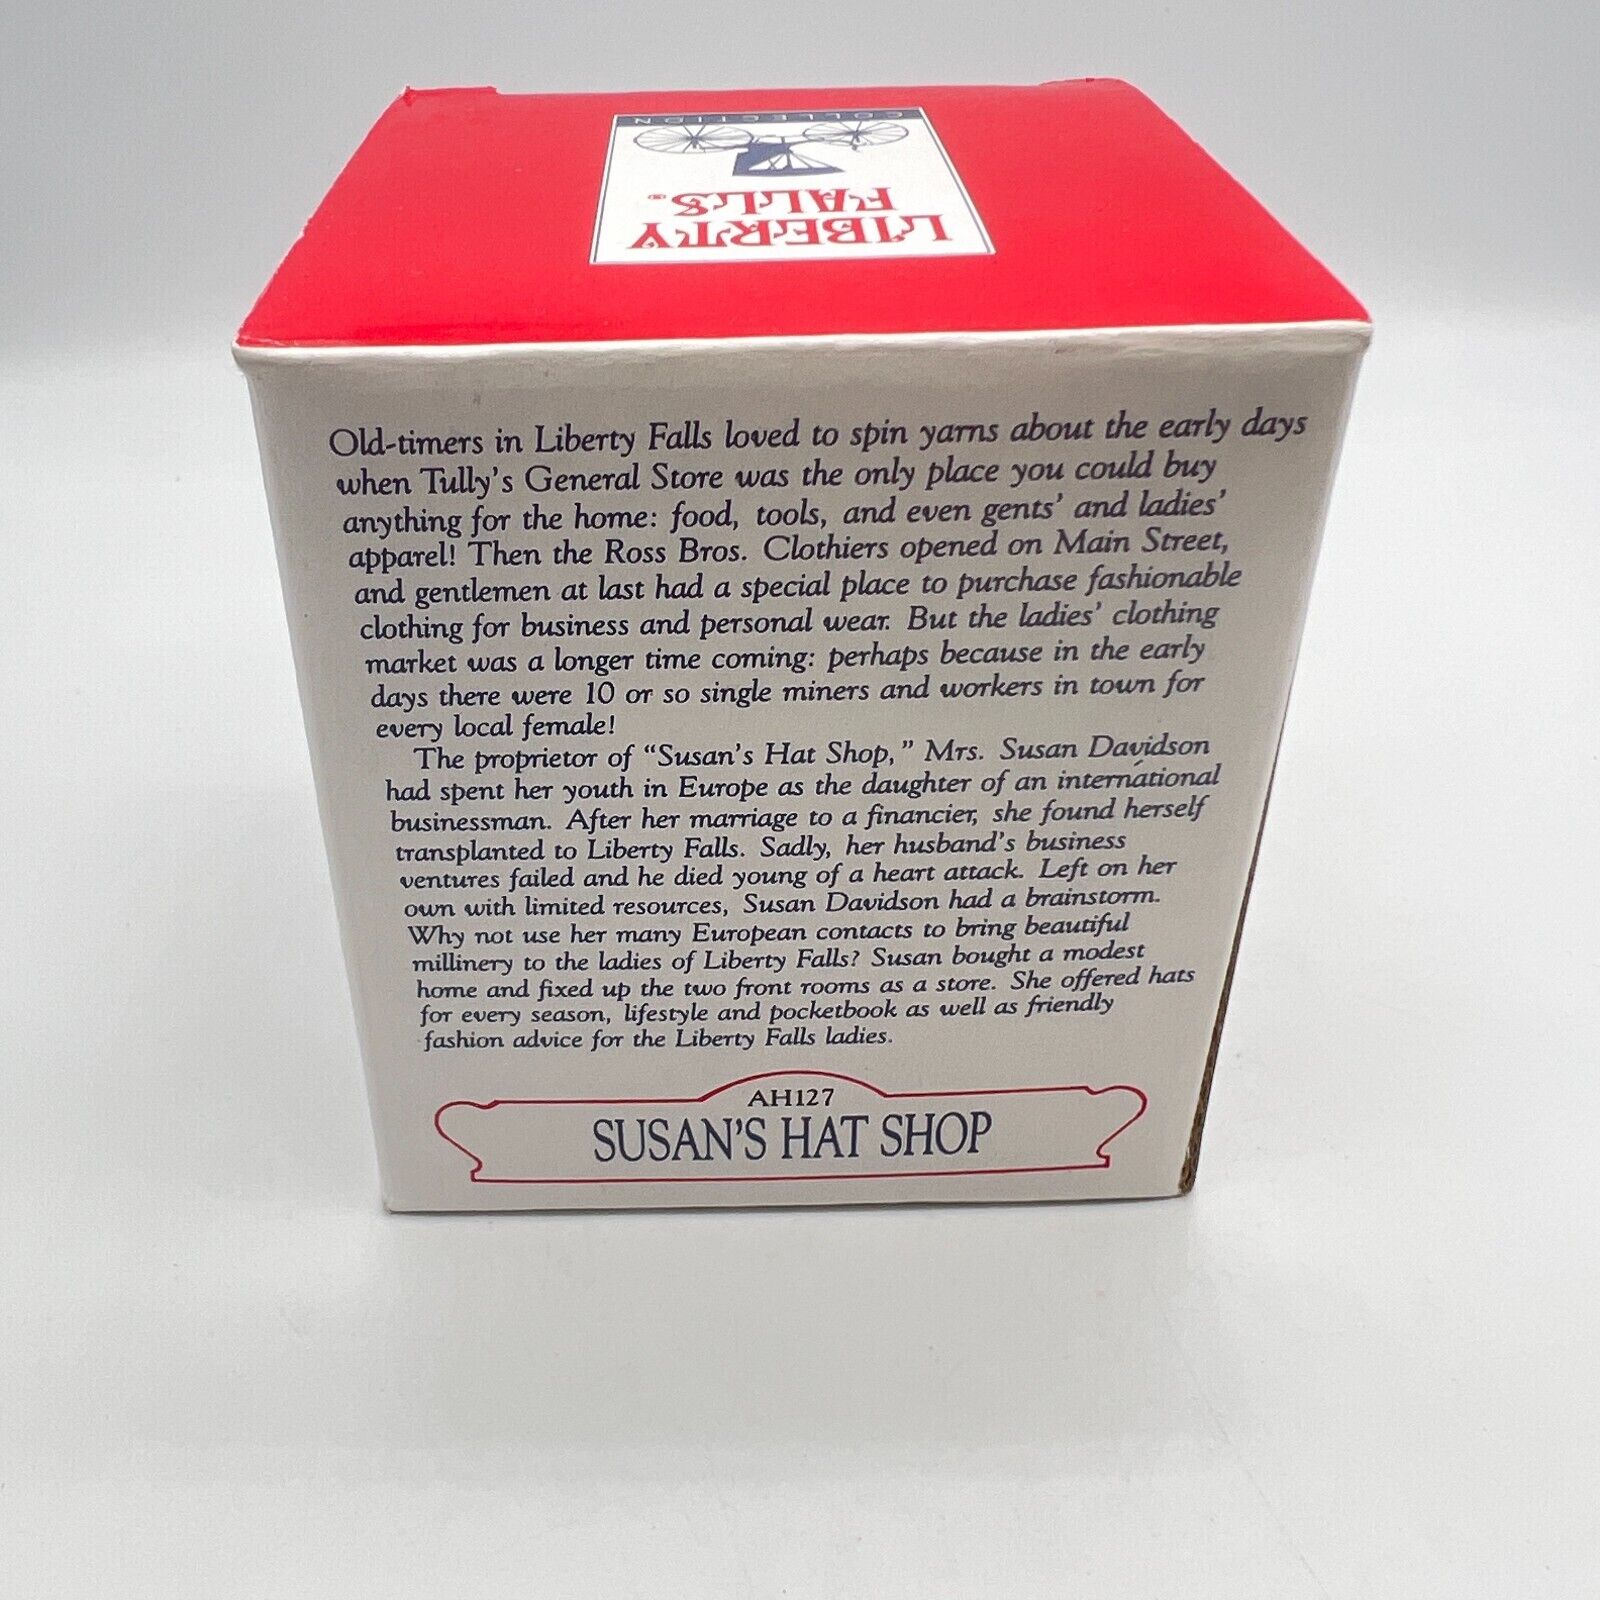 COLLECTION
LIBERTY
FALLS®
Old-timers in Liberty Falls loved to spin yarns about the early days
when Tully's General Store was the only place you could buy
anything for the home: food, tools, and even gents' and ladies'
apparel! Then the Ross Bros. Clothiers opened on Main Street,
and gentlemen at last had a special place to purchase fashionable
clothing for business and personal wear. But the ladies' clothing
market was a longer time coming: perhaps because in the early
days there were 10 or so single miners and workers in town for
every local female!
The proprietor of “Susan's Hat Shop,” Mrs. Susan Davidson
had spent her youth in Europe as the daughter of an international
businessman. After her marriage to a financier, she found herself
transplanted to Liberty Falls. Sadly, her husband's business
ventures failed and he died young of a heart attack. Left on her
own with limited resources, Susan Davidson had a brainstorm.
Why not use her many European contacts to bring beautiful
millinery to the ladies of Liberty Falls? Susan bought a modest
home and fixed up the two front rooms as a store. She offered hats
for every season, lifestyle and pocketbook as well as friendly
fashion advice for the Liberty Falls ladies.
AH127
SUSAN'S HAT SHOP